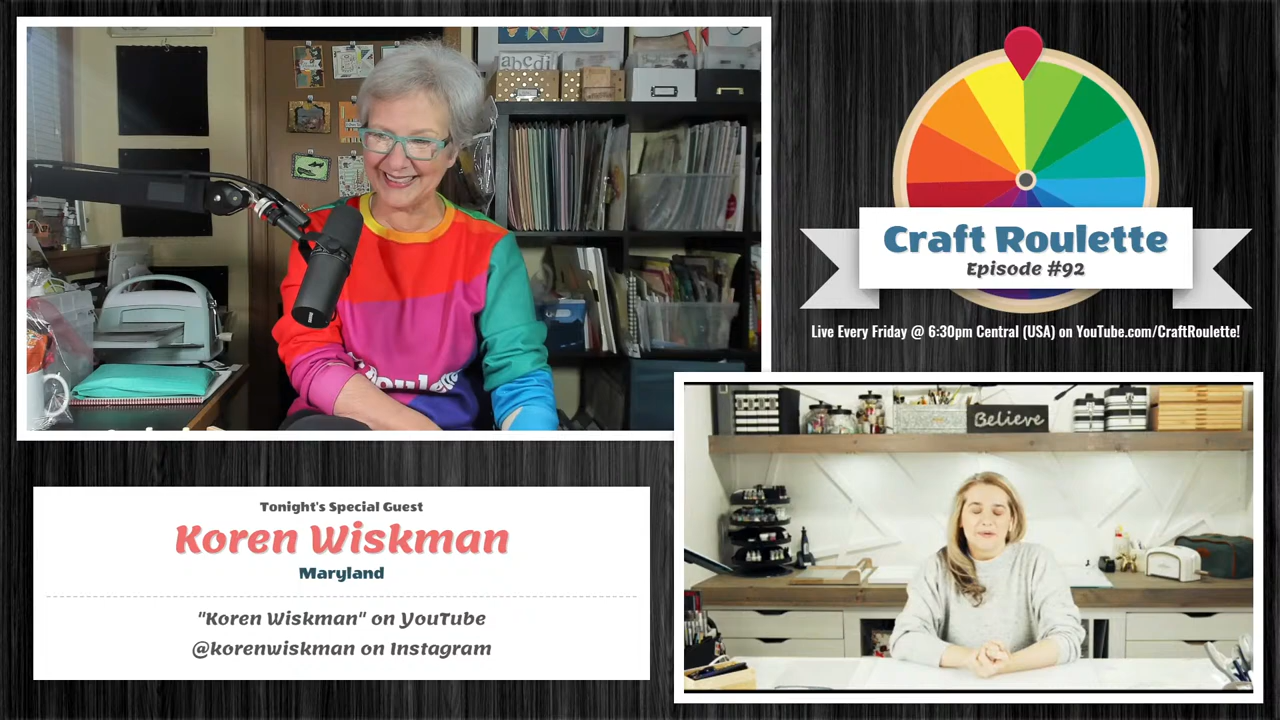 abcdi
Craft Roulette
Episode #92
Live Every Friday @ 6:30pm Central (USA) on YouTube.com/CraftRoulette!
Believe
Tonight's Special Guest
Koren Wiskman
Maryland
"Koren Wiskman" on YouTube
@korenwiskman on Instagram